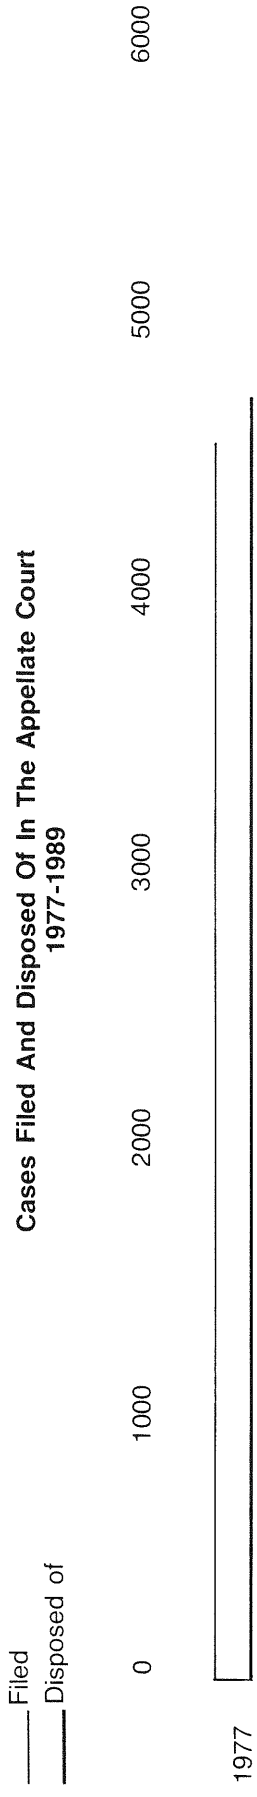 Filed
Disposed of
Cases Filed And Disposed Of In The Appellate Court
1977-1989
0 1000 2000 3000 4000 5000 6000
1977